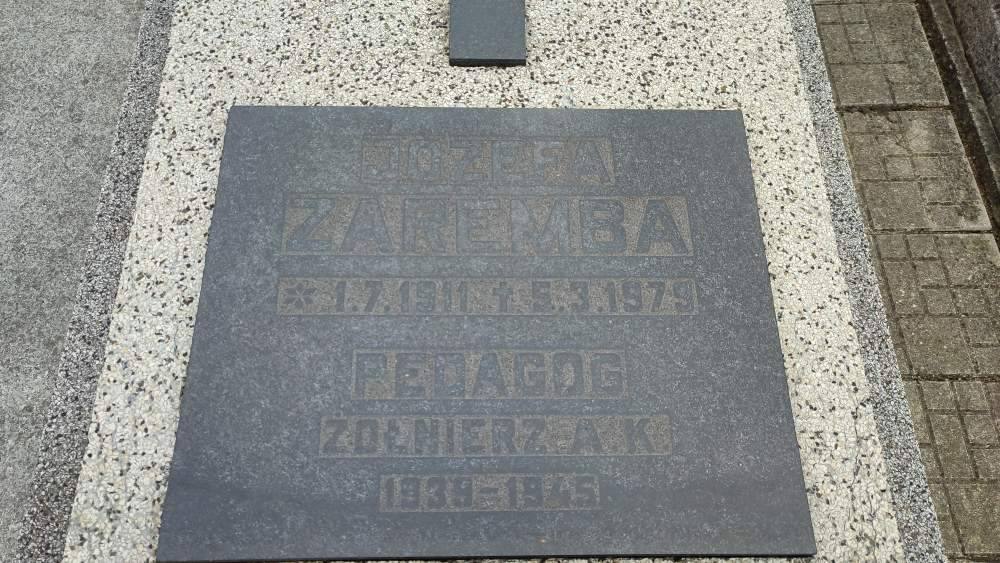 JÓZEFA
ZAREMBA
* 1.7.1911 † 5.3.1979
PEDAGOG
ŻOŁNIERZ A.K.
1939-1945